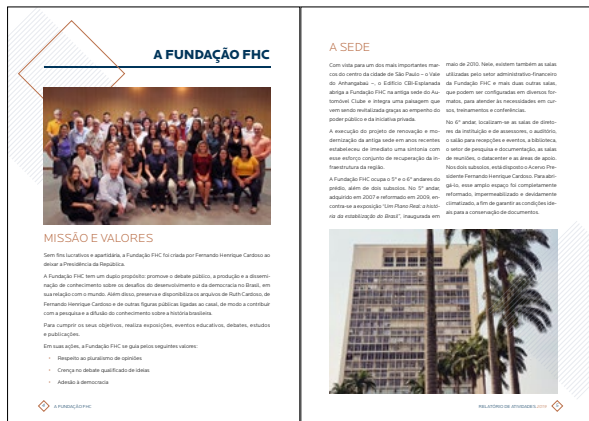 A FUNDAÇÃO FHC
MISSÃO E VALORES
Sem fins lucrativos e apartidária, a Fundação FHC foi criada por Fernando Henrique Cardoso ao
deixar a Presidência da República.
A Fundação FHC tem um duplo propósito: promove o debate público, a produção e a dissemi-
nação de conhecimento sobre os desafios do desenvolvimento e da democracia no Brasil, em
sua relação com o mundo. Além disso, preserva e disponibiliza os arquivos de Ruth Cardoso, de
Fernando Henrique Cardoso e de outras figuras públicas ligadas ao casal, de modo a contribuir
com a pesquisa e a difusão do conhecimento sobre a história brasileira.
Para cumprir os seus objetivos, realiza exposições, eventos educativos, debates, estudos
e publicações.
Em suas ações, a Fundação FHC se guia pelos seguintes valores:
• Respeito ao pluralismo de opiniões
• Crença no debate qualificado de ideias
• Adesão à democracia
A FUNDAÇÃO FHC
A SEDE
Com vista para um dos mais importantes mar-
cos do centro da cidade de São Paulo – o Vale
do Anhangabaú –, o Edifício CBI-Esplanada
abriga a Fundação FHC na antiga sede do Au-
tomóvel Clube e integra uma paisagem que
vem sendo revitalizada graças ao empenho do
poder público e da iniciativa privada.
A execução do projeto de renovação e mo-
dernização da antiga sede em anos recentes
estabeleceu de imediato uma sintonia com
esse esforço conjunto de recuperação da in-
fraestrutura da região.
A Fundação FHC ocupa o 5º e o 6º andares do
prédio, além de dois subsolos. No 5º andar,
adquirido em 2007 e reformado em 2009, en-
contra-se a exposição "Um Plano Real: a histó-
ria da estabilização do Brasil", inaugurada em
maio de 2010. Nele, existem também as salas
utilizadas pelo setor administrativo-financeiro
da Fundação FHC e mais duas outras salas,
que podem ser configuradas em diversos for-
matos, para atender às necessidades em cur-
sos, treinamentos e conferências.
No 6º andar, localizam-se as salas de direto-
res da instituição e de assessores, o auditório,
o salão para recepções e eventos, a biblioteca,
o setor de pesquisa e documentação, as salas
de reuniões, o datacenter e as áreas de apoio.
Nos dois subsolos, está disposto o Acervo Pre-
sidente Fernando Henrique Cardoso. Para abri-
gá-lo, esse amplo espaço foi completamente
reformado, impermeabilizado e devidamente
climatizado, a fim de garantir as condições ide-
ais para a conservação de documentos.
RELATÓRIO DE ATIVIDADES 2019